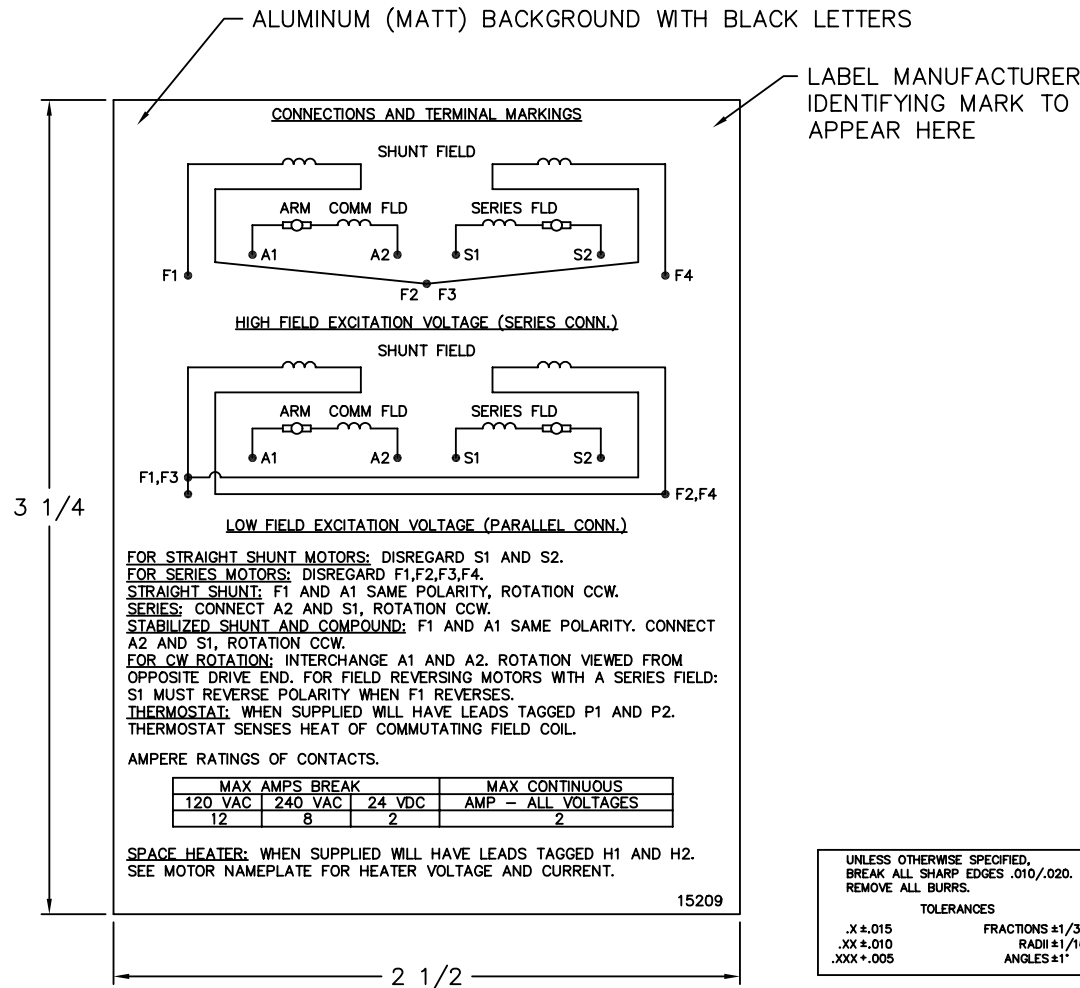 ALUMINUM (MATT) BACKGROUND WITH BLACK LETTERS
LABEL MANUFACTURER
IDENTIFYING MARK TO
APPEAR HERE
CONNECTIONS AND TERMINAL MARKINGS
SHUNT FIELD
ARM COMM FLD SERIES FLD
A1 A2 S1 S2
F1 F4
F2 F3
HIGH FIELD EXCITATION VOLTAGE (SERIES CONN.)
SHUNT FIELD
ARM COMM FLD SERIES FLD
A1 A2 S1 S2
F1,F3
F2,F4
3 1/4
LOW FIELD EXCITATION VOLTAGE (PARALLEL CONN.)
FOR STRAIGHT SHUNT MOTORS: DISREGARD S1 AND S2.
FOR SERIES MOTORS: DISREGARD F1,F2,F3,F4.
STRAIGHT SHUNT: F1 AND A1 SAME POLARITY, ROTATION CCW.
SERIES: CONNECT A2 AND S1, ROTATION CCW.
STABILIZED SHUNT AND COMPOUND: F1 AND A1 SAME POLARITY. CONNECT
A2 AND S1, ROTATION CCW.
FOR CW ROTATION: INTERCHANGE A1 AND A2. ROTATION VIEWED FROM
OPPOSITE DRIVE END. FOR FIELD REVERSING MOTORS WITH A SERIES FIELD:
S1 MUST REVERSE POLARITY WHEN F1 REVERSES.
THERMOSTAT: WHEN SUPPLIED WILL HAVE LEADS TAGGED P1 AND P2.
THERMOSTAT SENSES HEAT OF COMMUTATING FIELD COIL.
AMPERE RATINGS OF CONTACTS.
MAX AMPS BREAK MAX CONTINUOUS
120 VAC 240 VAC 24 VDC AMP – ALL VOLTAGES
12 8 2 2
SPACE HEATER: WHEN SUPPLIED WILL HAVE LEADS TAGGED H1 AND H2.
SEE MOTOR NAMEPLATE FOR HEATER VOLTAGE AND CURRENT.
15209
2 1/2
UNLESS OTHERWISE SPECIFIED,
BREAK ALL SHARP EDGES .010/.020.
REMOVE ALL BURRS.
TOLERANCES
.X ±.015 FRACTIONS
.XX ±.010 RADII
.XXX +.005 ANGLES ±1°